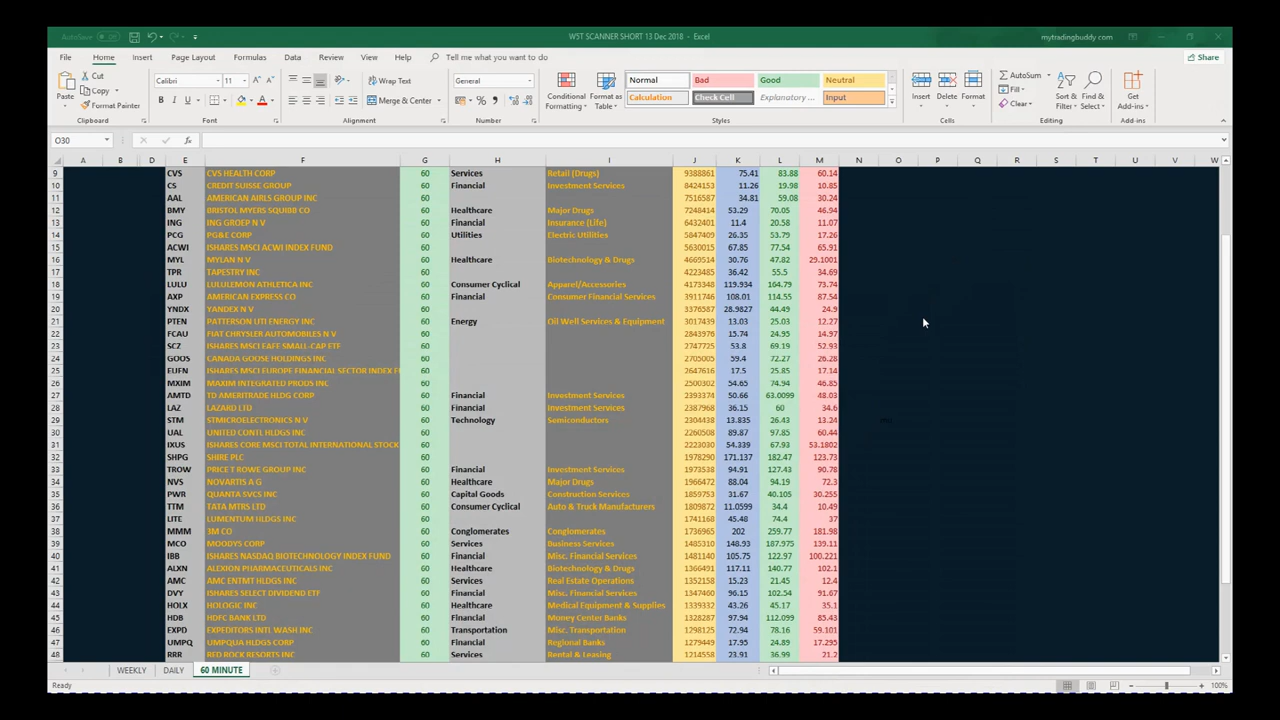 AutoSave Off W5T SCANNER SHORT 13 Dec 2018 - Excel mytradingbuddy com
File Home Insert Page Layout Formulas Data Review View Help Tell me what you want to do Share
Cut Calibri 11 Wrap Text General Normal Bad Good Neutral AutoSum
Copy Fill
Paste Format Painter Merge & Center Conditional Formatting Format as Table Calculation Check Cell Explanatory ... Input Insert Delete Format Clear Sort & Filter Find & Select Get Add-ins
Clipboard Font Alignment Number Styles Cells Editing Add-ins
O30
A B D E F G H I J K L M N O P Q R S T U V W
9 CVS CVS HEALTH CORP 60 Services Retail (Drugs) 9388861 75.41 83.88 60.14
10 CS CREDIT SUISSE GROUP 60 Financial Investment Services 8424153 11.26 19.98 10.85
11 AAL AMERICAN AIRLS GROUP INC 60 7516587 34.81 59.08 30.24
12 BMY BRISTOL MYERS SQUIBB CO 60 Healthcare Major Drugs 7248414 53.29 70.05 46.94
13 ING ING GROEP N V 60 Financial Insurance (Life) 6432401 11.4 20.58 11.07
14 PCG PG&E CORP 60 Utilities Electric Utilities 5847409 26.35 53.79 17.26
15 ACWI ISHARES MSCI ACWI INDEX FUND 60 5630015 67.85 77.54 65.91
16 MYL MYLAN N V 60 Healthcare Biotechnology & Drugs 4669514 30.76 47.82 29.1001
17 TPR TAPESTRY INC 60 4223485 36.42 55.5 34.69
18 LULU LULULEMON ATHLETICA INC 60 Consumer Cyclical Apparel/Accessories 4173348 119.934 164.79 73.74
19 AXP AMERICAN EXPRESS CO 60 Financial Consumer Financial Services 3911746 108.01 114.55 87.54
20 YNDX YANDEX N V 60 3376587 28.9827 44.49 24.9
21 PTEN PATTERSON UTI ENERGY INC 60 Energy Oil Well Services & Equipment 3017439 13.03 25.03 12.27
22 FCAU FIAT CHRYSLER AUTOMOBILES N V 60 2843976 15.74 24.95 14.97
23 SCZ ISHARES MSCI EAFE SMALL-CAP ETF 60 2747725 53.8 69.19 52.93
24 GOOS CANADA GOOSE HOLDINGS INC 60 2705005 59.4 72.27 28.28
25 EUFN ISHARES MSCI EUROPE FINANCIAL SECTOR INDEX F 60 2647616 17.5 25.85 17.14
26 MXIM MAXIM INTEGRATED PRODS INC 60 2500302 54.65 74.94 46.85
27 AMTD TD AMERITRADE HLDG CORP 60 Financial Investment Services 2393374 50.66 63.0099 48.03
28 LAZ LAZARD LTD 60 Financial Investment Services 2387968 36.15 60 34.6
29 STM STMICROELECTRONICS N V 60 Technology Semiconductors 2304438 13.835 26.43 13.24
30 UAL UNITED CONTL HLDGS INC 60 2260508 89.87 97.85 60.44
31 IXUS ISHARES CORE MSCI TOTAL INTERNATIONAL STOCK 60 2223030 54.339 67.93 53.1802
32 SHPG SHIRE PLC 60 1978290 171.137 182.47 123.73
33 TROW PRICE T ROWE GROUP INC 60 Financial Investment Services 1973538 94.91 127.43 90.78
34 NVS NOVARTIS A G 60 Healthcare Major Drugs 1966472 88.04 94.19 72.3
35 PWR QUANTA SVCS INC 60 Capital Goods Construction Services 1859753 31.67 40.105 30.255
36 TTM TATA MTRS LTD 60 Consumer Cyclical Auto & Truck Manufacturers 1809872 11.0599 34.4 10.49
37 LITE LUMENTUM HLDGS INC 60 1741168 45.48 74.4 37
38 MMM 3M CO 60 Conglomerates Conglomerates 1736965 202 259.77 181.98
39 MCO MOODYS CORP 60 Services Business Services 1485310 148.93 187.975 139.11
40 IBB ISHARES NASDAQ BIOTECHNOLOGY INDEX FUND 60 Financial Misc. Financial Services 1481140 105.75 122.97 100.221
41 ALXN ALEXION PHARMACEUTICALS INC 60 Healthcare Biotechnology & Drugs 1366491 117.11 140.77 102.1
42 AMC AMC ENTMT HLDGS INC 60 Services Real Estate Operations 1352158 15.23 21.45 12.4
43 DVY ISHARES SELECT DIVIDEND ETF 60 Financial Misc. Financial Services 1347460 96.15 102.54 91.67
44 HOLX HOLOGIC INC 60 Healthcare Medical Equipment & Supplies 1339332 43.26 45.17 35.1
45 HDB HDFC BANK LTD 60 Financial Money Center Banks 1328287 97.94 112.099 85.43
46 EXPD EXPEDITORS INTL WASH INC 60 Transportation Misc. Transportation 1298125 72.94 78.16 59.101
47 UMPQ UMPQUA HLDGS CORP 60 Financial Regional Banks 1279449 17.95 24.89 17.295
48 RRR RED ROCK RESORTS INC 60 Services Rental & Leasing 1214558 23.91 36.99 21.2
WEEKLY DAILY 60 MINUTE
Ready 100%